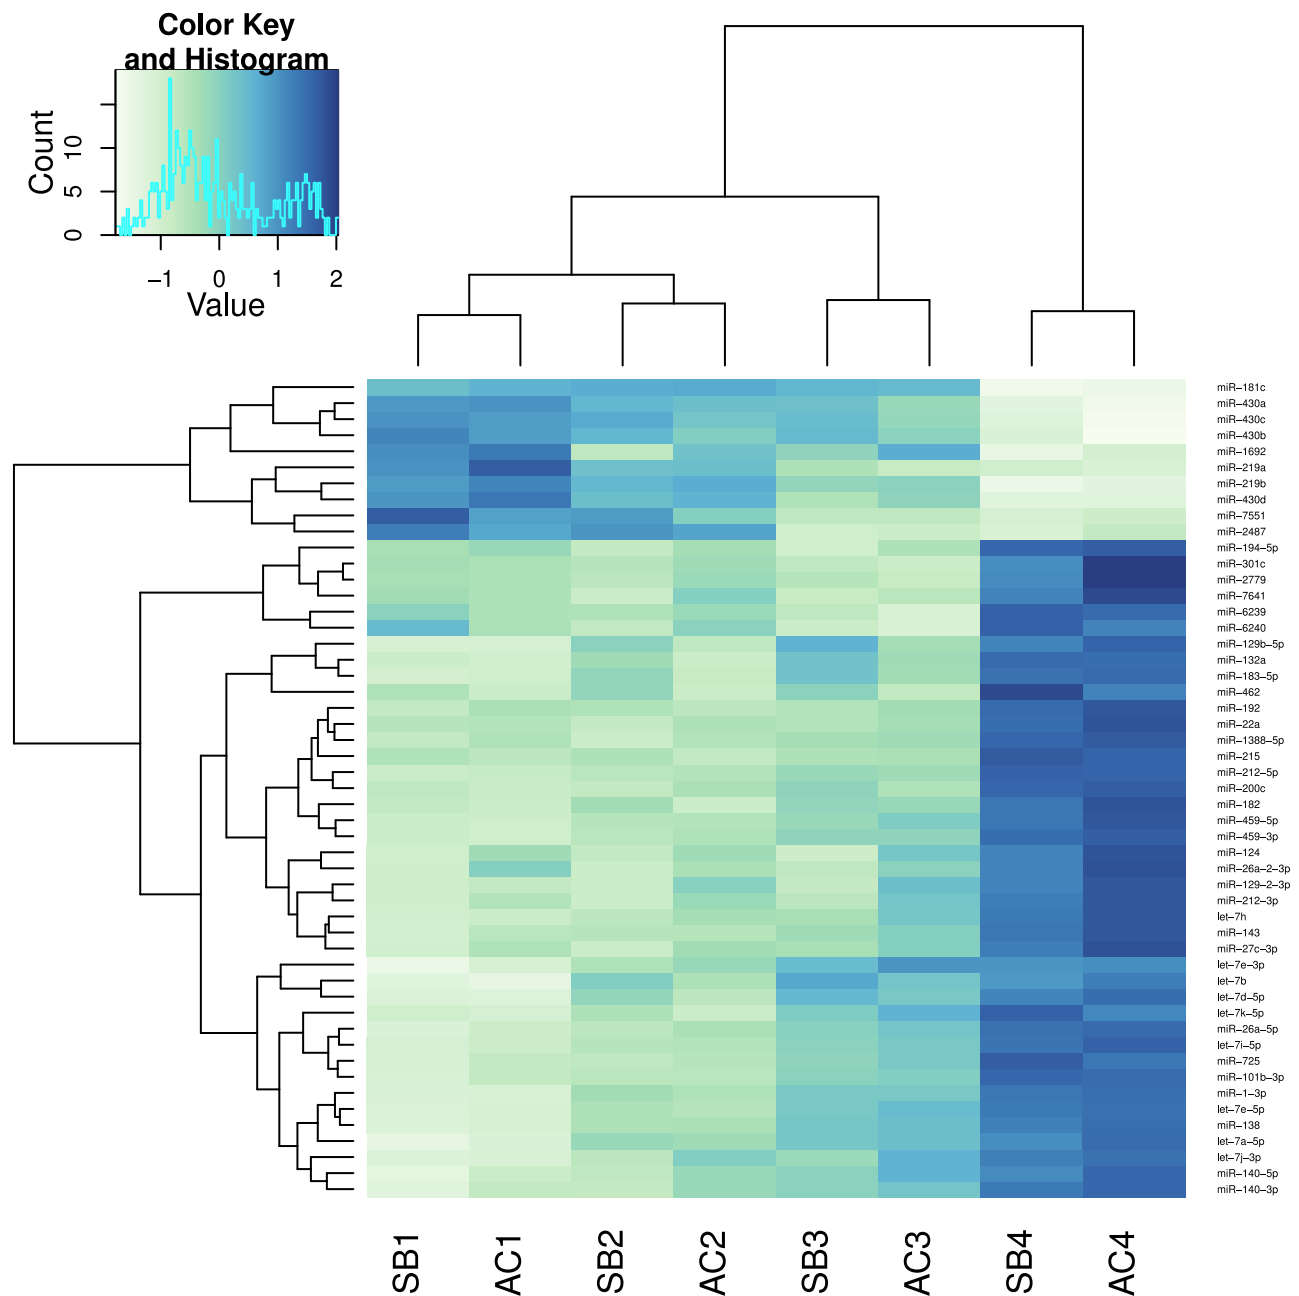 Color Key
and Histogram
Count
0 5 10
−1 0 1 2
Value
miR−181c
miR−430a
miR−430c
miR−430b
miR−1692
miR−219a
miR−219b
miR−430d
miR−7551
miR−2487
miR−194−5p
miR−301c
miR−2779
miR−7641
miR−6239
miR−6240
miR−129b−5p
miR−132a
miR−183−5p
miR−462
miR−192
miR−22a
miR−1388−5p
miR−215
miR−212−5p
miR−200c
miR−182
miR−459−5p
miR−459−3p
miR−124
miR−26a−2−3p
miR−129−2−3p
miR−212−3p
let−7h
miR−143
miR−27c−3p
let−7e−3p
let−7b
let−7d−5p
let−7k−5p
miR−26a−5p
let−7i−5p
miR−725
miR−101b−3p
miR−1−3p
let−7e−5p
miR−138
let−7a−5p
let−7j−3p
miR−140−5p
miR−140−3p
SB1 AC1 SB2 AC2 SB3 AC3 SB4 AC4